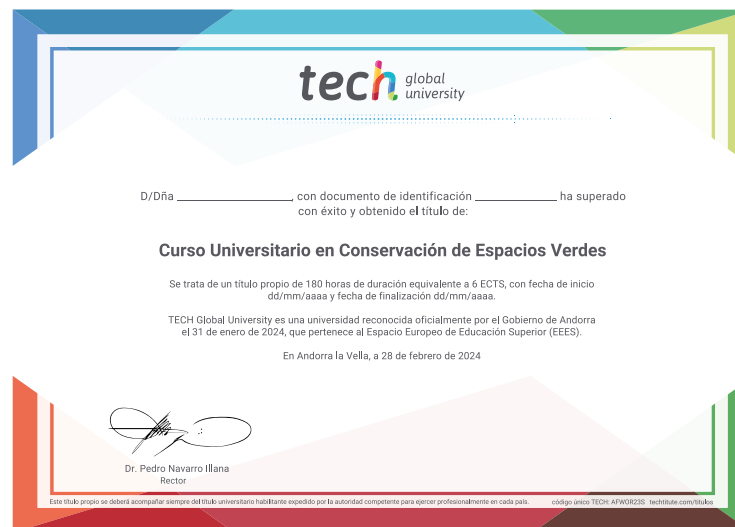 tech global
university
D/Dña ____________________, con documento de identificación ______________ ha superado
con éxito y obtenido el título de:
Curso Universitario en Conservación de Espacios Verdes
Se trata de un título propio de 180 horas de duración equivalente a 6 ECTS, con fecha de inicio
dd/mm/aaaa y fecha de finalización dd/mm/aaaa.
TECH Global University es una universidad reconocida oficialmente por el Gobierno de Andorra
el 31 de enero de 2024, que pertenece al Espacio Europeo de Educación Superior (EEES).
En Andorra la Vella, a 28 de febrero de 2024
Dr. Pedro Navarro Illana
Rector
Este título propio se deberá acompañar siempre del título universitario habilitante expedido por la autoridad competente para ejercer profesionalmente en cada país. código único TECH: AFWOR23S techtitute.com/titulos